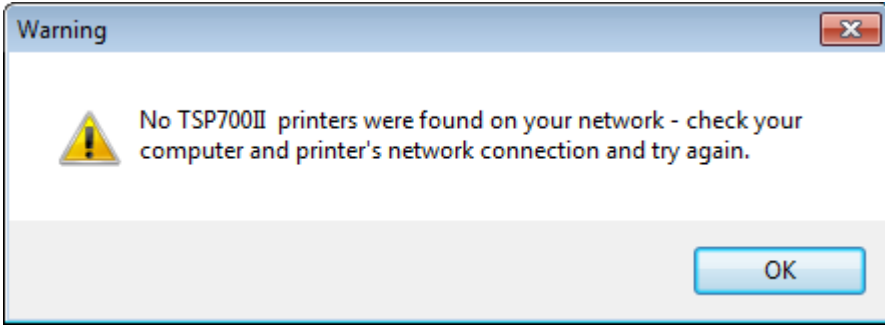 Warning
No TSP700II  printers were found on your network - check your
computer and printer's network connection and try again.
OK